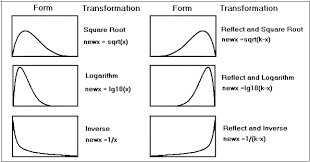 Form Transformation Form Transformation
Square Root
newx = sqrt(x)
Reflect and Square Root
newx =sqrt(k-x)
Logarithm
newx = lg10(x)
Reflect and Logarithm
newx =lg10(k-x)
Inverse
newx =1/x
Reflect and Inverse
newx =1/(k-x)